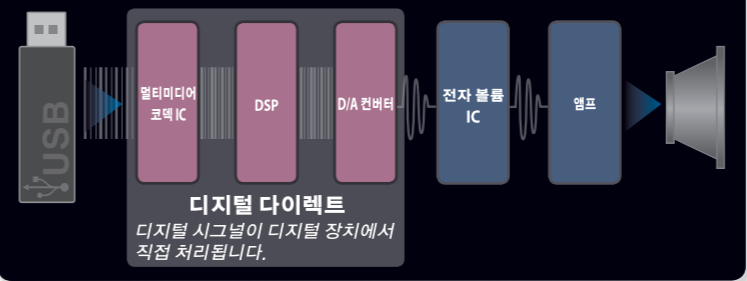 USB
멀티미디어
코덱 IC
DSP
D/A 컨버터
전자 볼륨
IC
앰프
디지털 다이렉트
디지털 시그널이 디지털 장치에서
직접 처리됩니다.